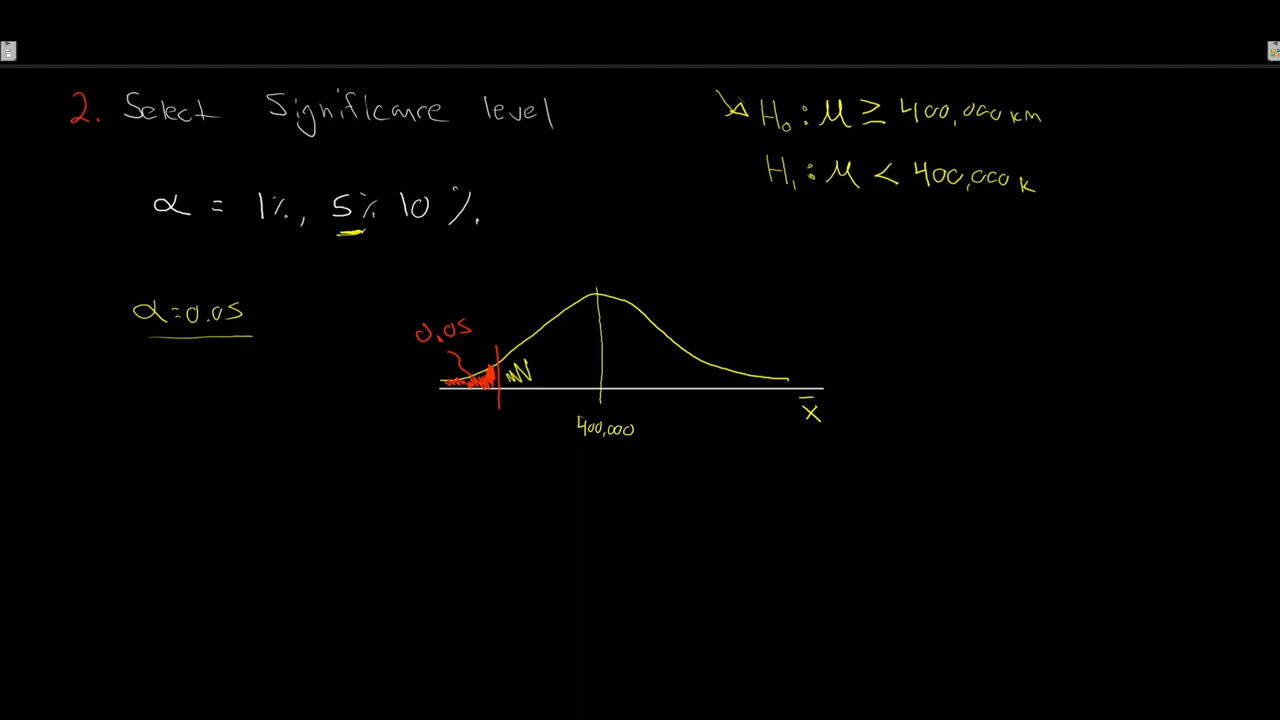 2. Select Significance level
H₀ : μ ≥ 400,000 km
H₁ : μ < 400,000 k
α = 1%, 5% 10%.
α = 0.05
0.05
400,000
x̄